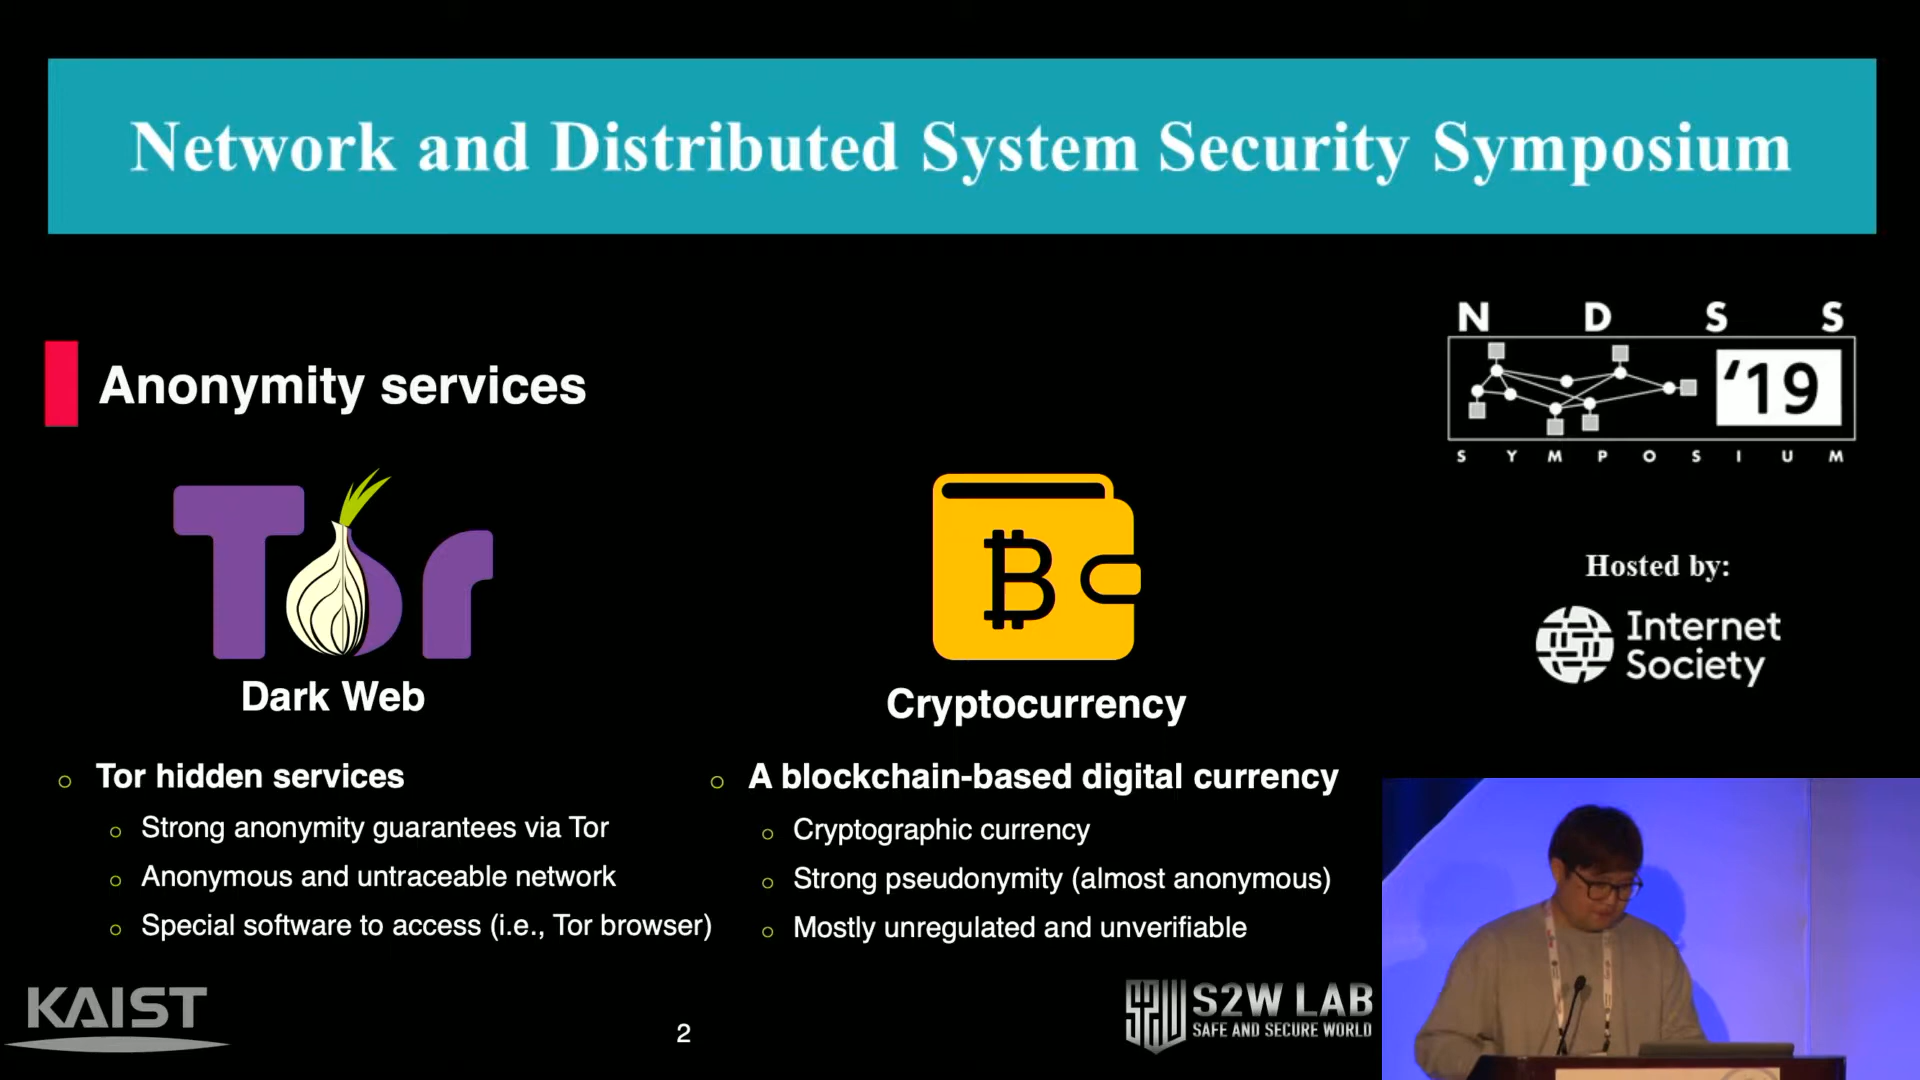 Network and Distributed System Security Symposium
N D S S
'19
S Y M P O S I U M
Hosted by:
Internet
Society
Anonymity services
Tor
Dark Web
Tor hidden services
Strong anonymity guarantees via Tor
Anonymous and untraceable network
Special software to access (i.e., Tor browser)
Cryptocurrency
A blockchain-based digital currency
Cryptographic currency
Strong pseudonymity (almost anonymous)
Mostly unregulated and unverifiable
KAIST
2
S2W LAB
SAFE AND SECURE WORLD